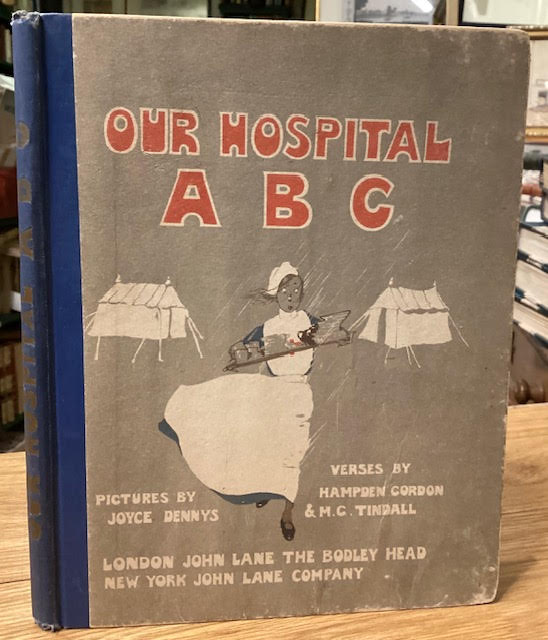 OUR HOSPITAL
A B C
VERSES BY
HAMPDEN GORDON
& M.C. TINDALL
PICTURES BY
JOYCE DENNYS
LONDON JOHN LANE THE BODLEY HEAD
NEW YORK JOHN LANE COMPANY